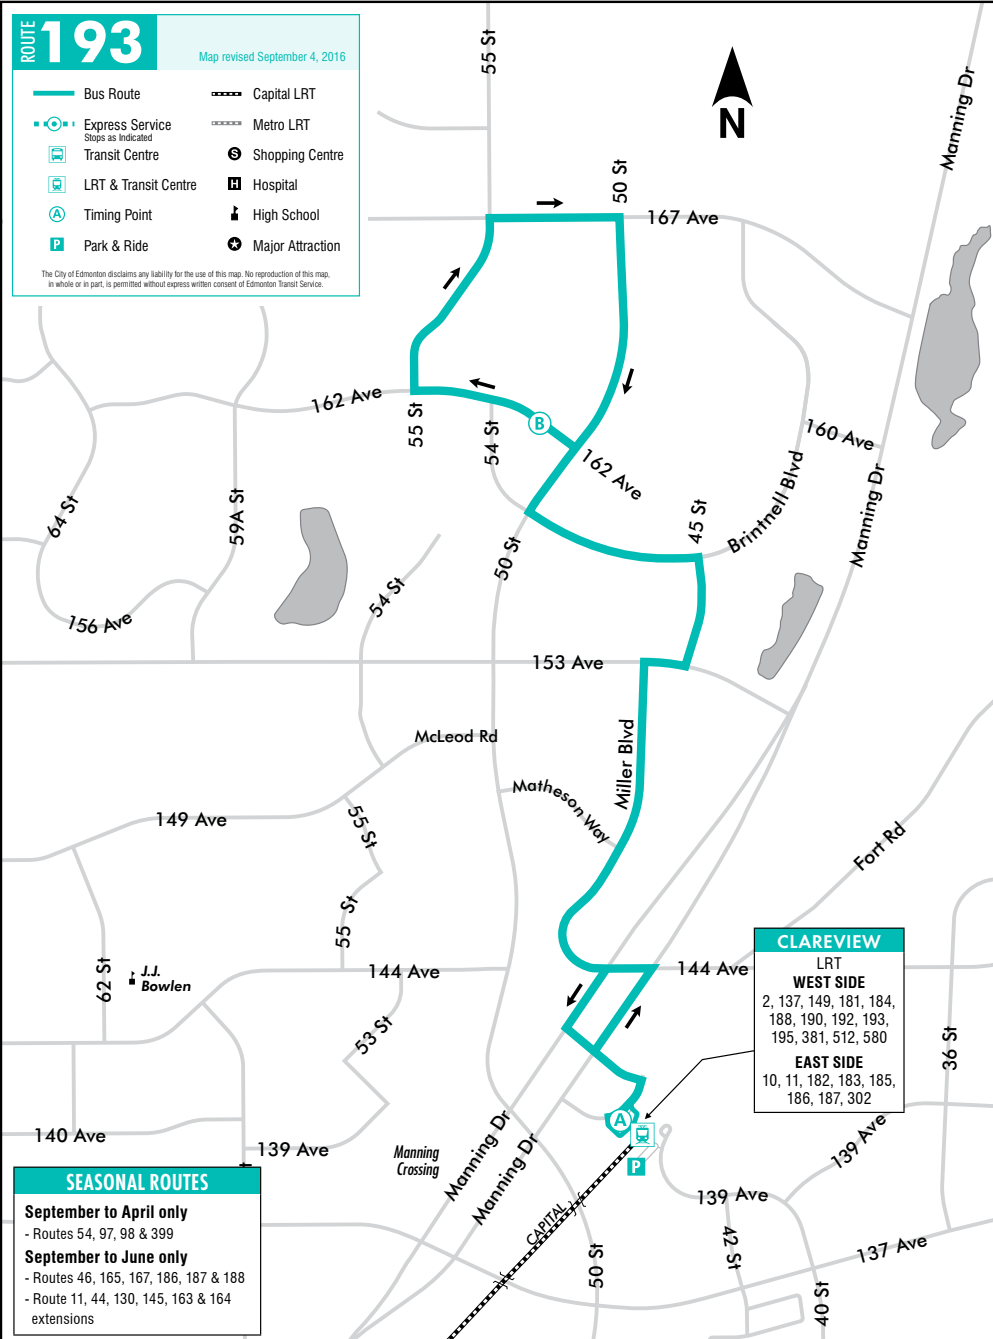 ROUTE 193
Map revised September 4, 2016
Bus Route
Express Service
Stops as Indicated
Transit Centre
LRT & Transit Centre
A Timing Point
P Park & Ride
Capital LRT
Metro LRT
S Shopping Centre
H Hospital
High School
Major Attraction
The City of Edmonton disclaims any liability for the use of this map. No reproduction of this map,
in whole or in part, is permitted without express written consent of Edmonton Transit Service.
55 St
N
Manning Dr
50 St
167 Ave
162 Ave
55 St
54 St
B
162 Ave
160 Ave
Brintnell Blvd
Manning Dr
45 St
64 St
59A St
50 St
54 St
156 Ave
153 Ave
McLeod Rd
Miller Blvd
Matheson Way
149 Ave
55 St
Fort Rd
55 St
144 Ave
144 Ave
62 St
J.J.
Bowlen
53 St
CLAREVIEW
LRT
WEST SIDE
2, 137, 149, 181, 184,
188, 190, 192, 193,
195, 381, 512, 580
EAST SIDE
10, 11, 182, 183, 185,
186, 187, 302
36 St
A
P
140 Ave
139 Ave
Manning
Crossing
Manning Dr
Manning Dr
139 Ave
139 Ave
CAPITAL
50 St
42 St
137 Ave
40 St
SEASONAL ROUTES
September to April only
- Routes 54, 97, 98 & 399
September to June only
- Routes 46, 165, 167, 186, 187 & 188
- Route 11, 44, 130, 145, 163 & 164
extensions